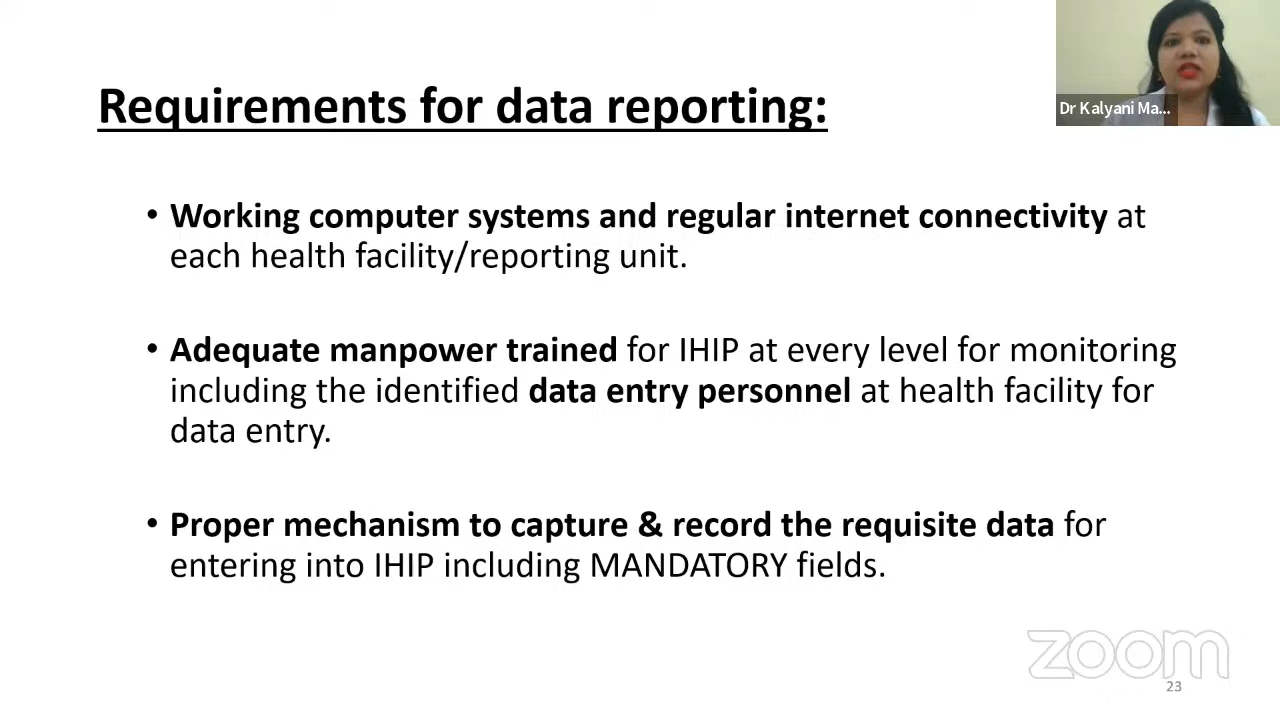 Dr Kalyani Ma...
Requirements for data reporting:
• Working computer systems and regular internet connectivity at
each health facility/reporting unit.
• Adequate manpower trained for IHIP at every level for monitoring
including the identified data entry personnel at health facility for
data entry.
• Proper mechanism to capture & record the requisite data for
entering into IHIP including MANDATORY fields.
zoom
23